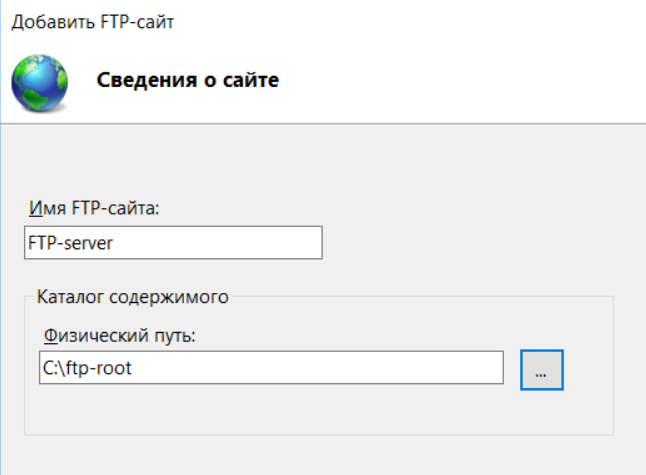 Добавить FTP-сайт
Сведения о сайте
Имя FTP-сайта:
FTP-server
Каталог содержимого
Физический путь:
C:\ftp-root
...